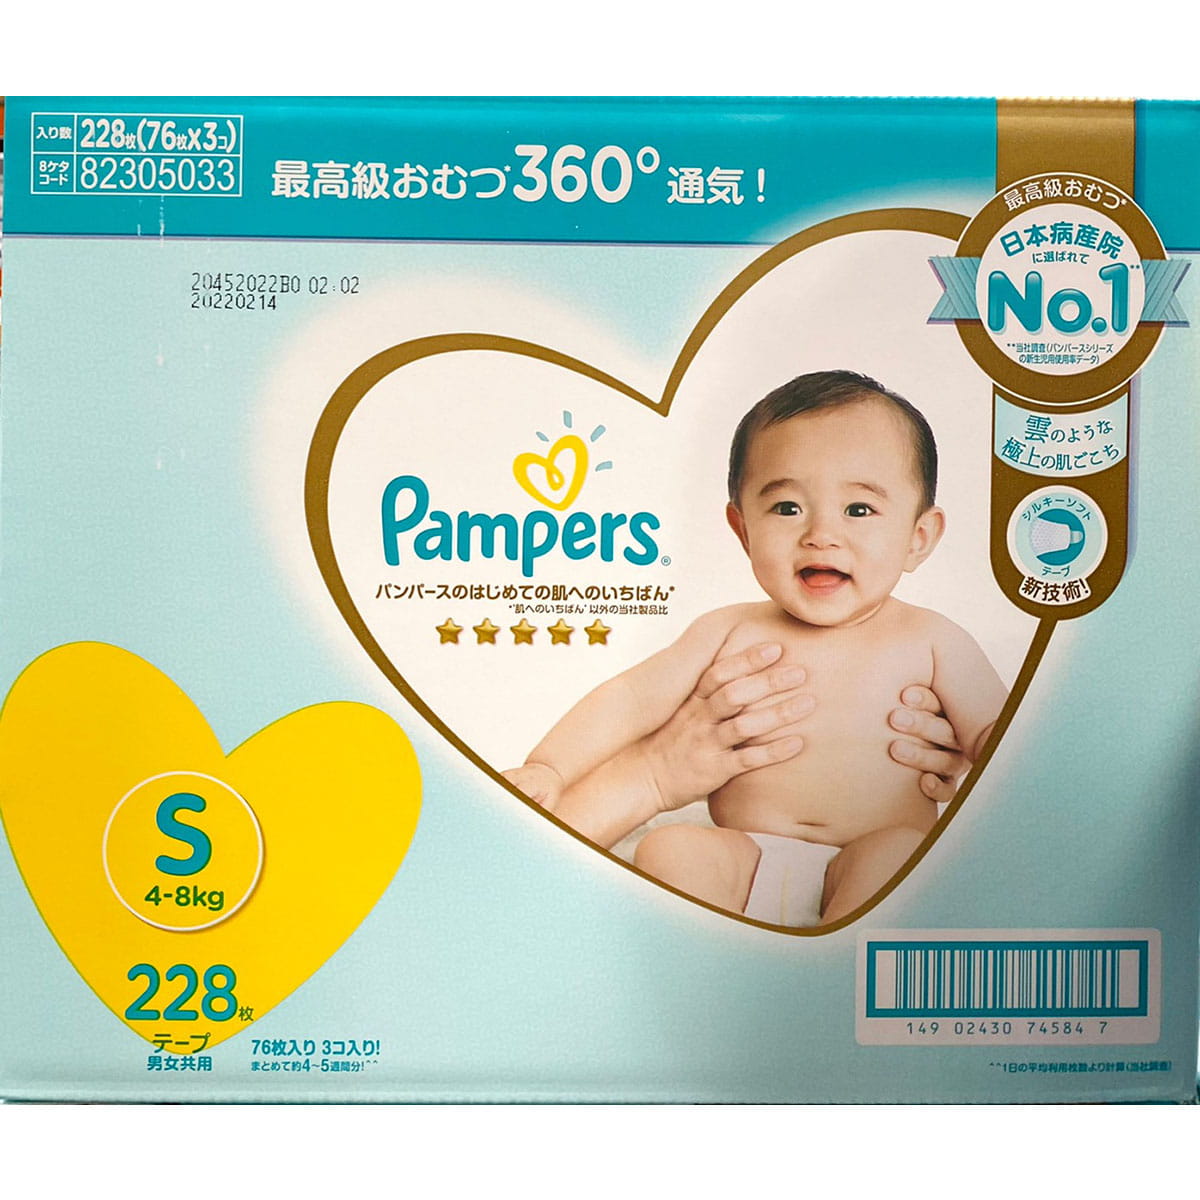 入り数 228枚(76枚×3コ)
8ケタコード 82305033
最高級おむつ*360°通気!
20452022B0 02:02
20220214
最高級おむつ*
日本病産院
に選ばれて
No.1**
**当社調査(パンパースシリーズ
の新生児用使用率データ)
雲のような
極上の肌ごこち
シルキーソフト
テープ
新技術!
Pampers®
パンパースのはじめての肌へのいちばん*
*'肌へのいちばん' 以外の当社製品比
S
4-8kg
228枚
テープ
男女共用
76枚入り 3コ入り!
まとめて約4~5週間分!^^
149 02430 74584 7
^^1日の平均利用枚数より計算(当社調査)